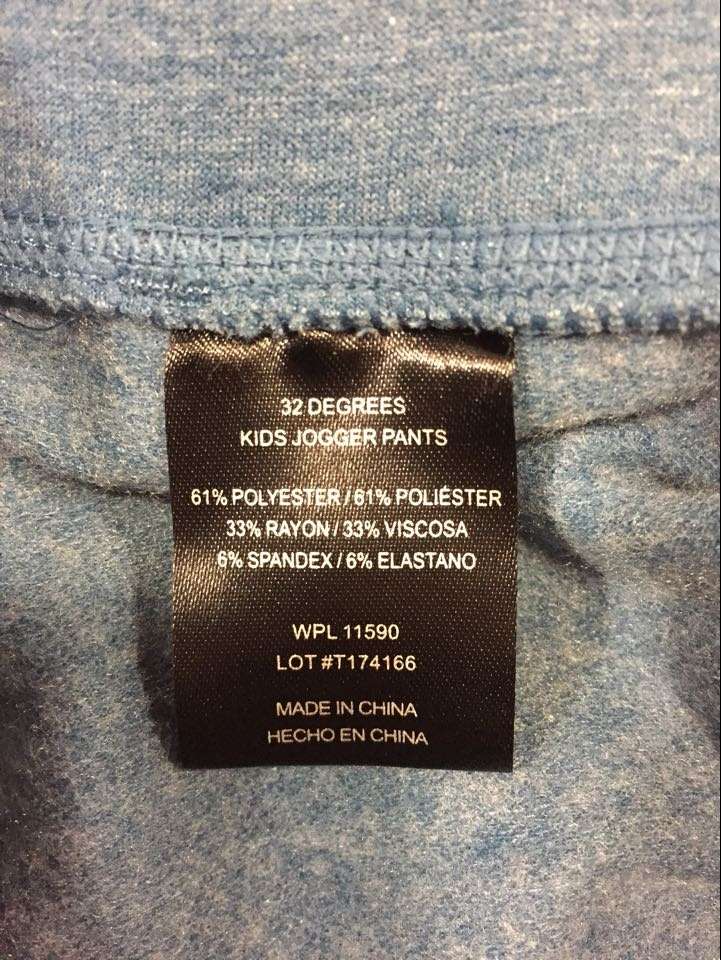 32 DEGREES
KIDS JOGGER PANTS
61% POLYESTER / 61% POLIÉSTER
33% RAYON / 33% VISCOSA
6% SPANDEX / 6% ELASTANO
WPL 11590
LOT #T174166
MADE IN CHINA
HECHO EN CHINA